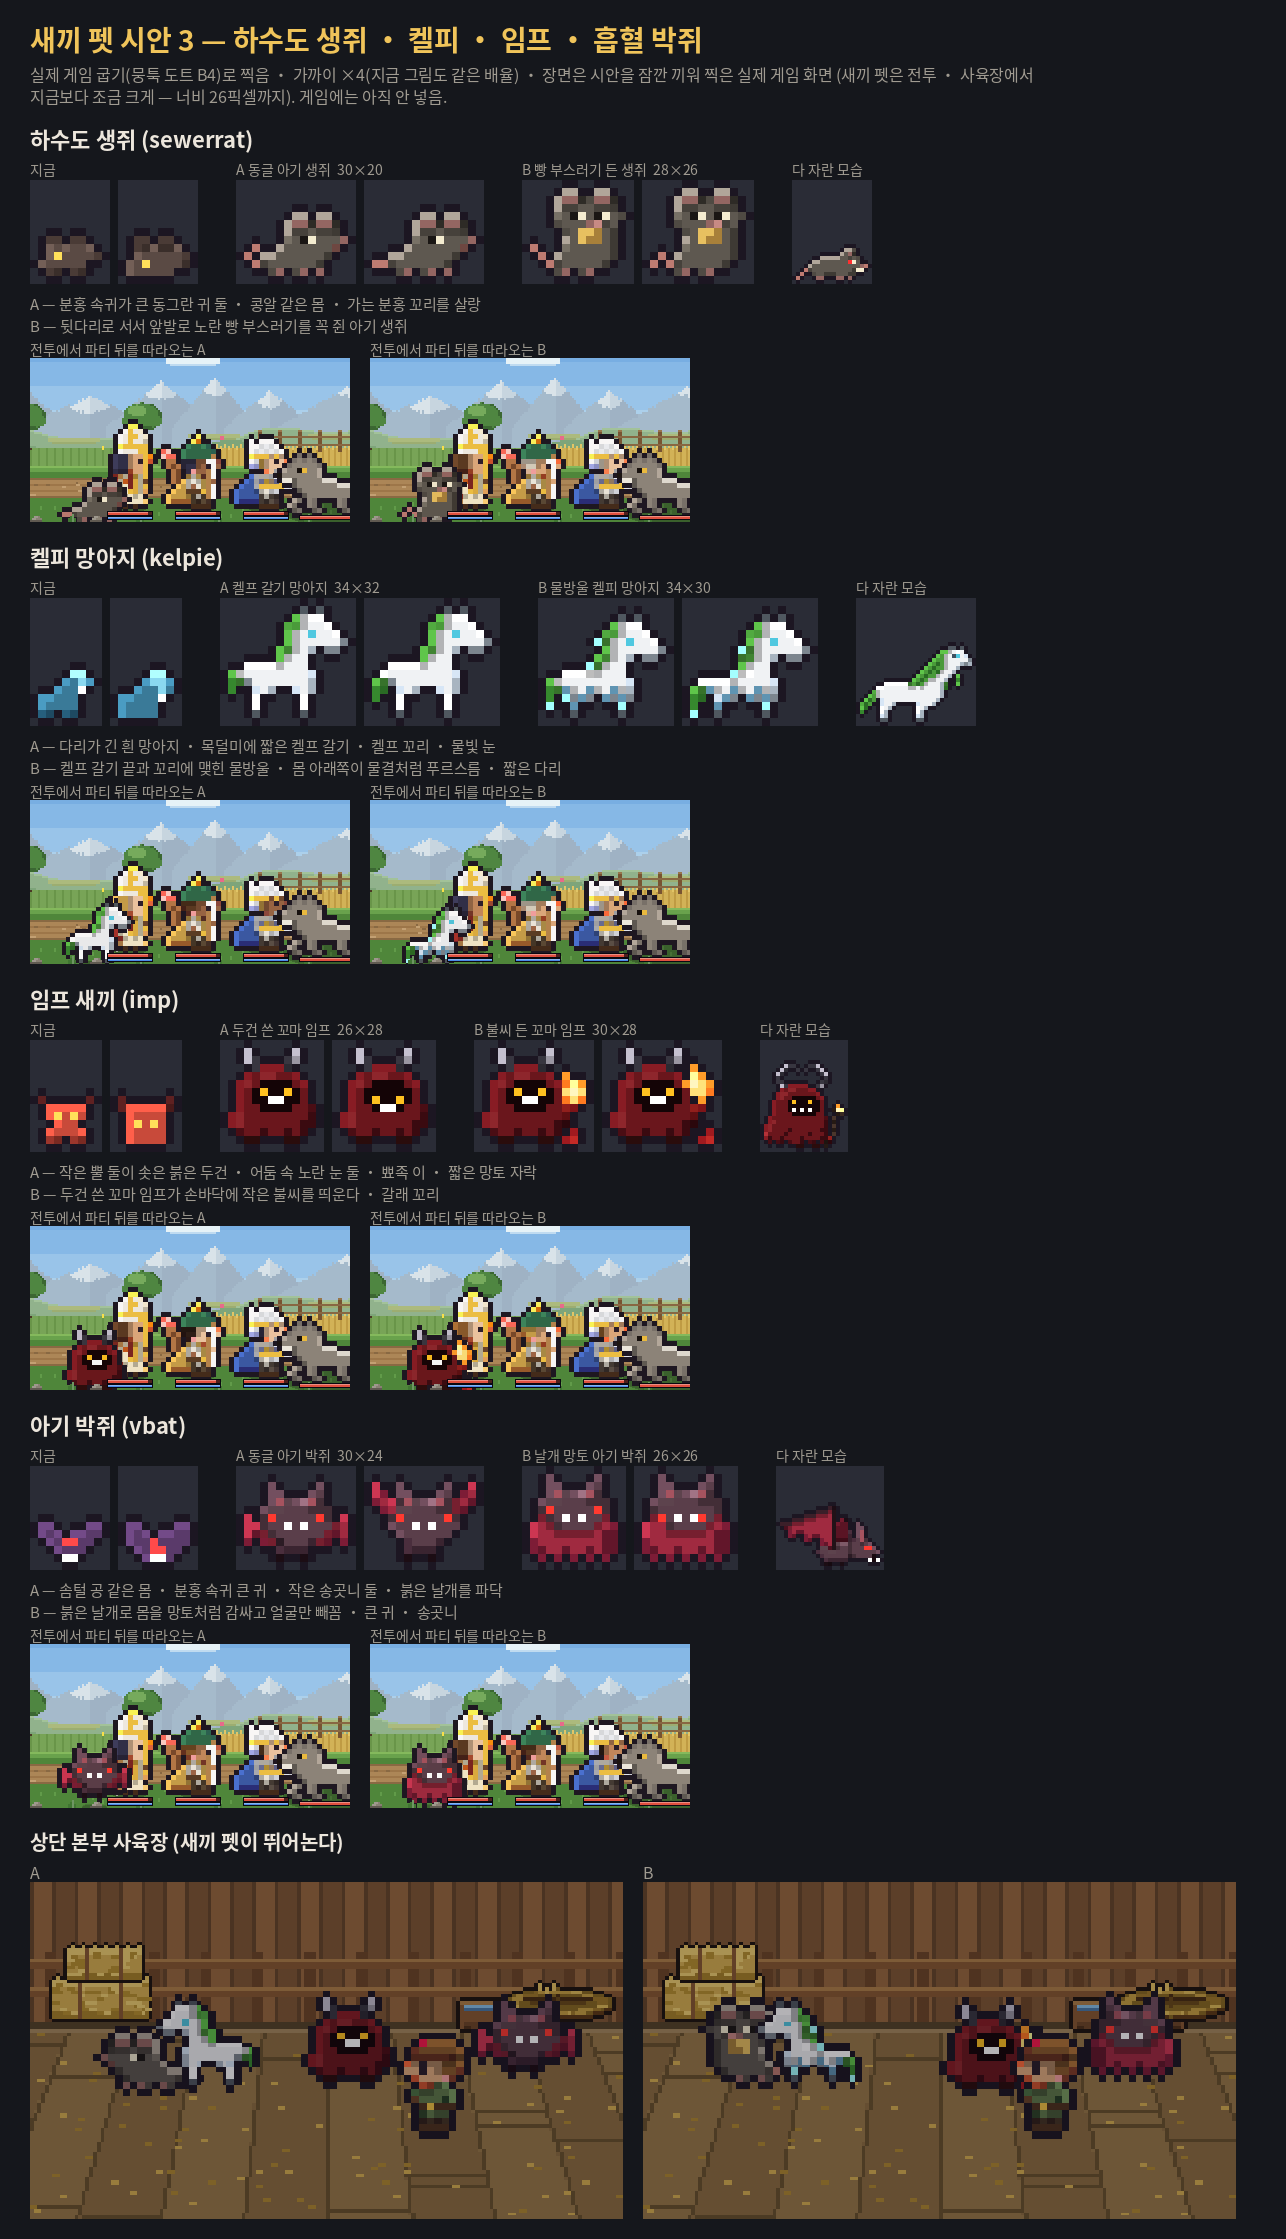 새끼 펫 시안 3 — 하수도 생쥐 · 켈피 · 임프 · 흡혈 박쥐
실제 게임 굽기(뭉툭 도트 B4)로 찍음 · 가까이 ×4(지금 그림도 같은 배율) · 장면은 시안을 잠깐 끼워 찍은 실제 게임 화면 (새끼 펫은 전투 · 사육장에서
지금보다 조금 크게 — 너비 26픽셀까지). 게임에는 아직 안 넣음.
하수도 생쥐 (sewerrat)
지금 A 동글 아기 생쥐 30×20 B 빵 부스러기 든 생쥐 28×26 다 자란 모습
A — 분홍 속귀가 큰 동그란 귀 둘 · 콩알 같은 몸 · 가는 분홍 꼬리를 살랑
B — 뒷다리로 서서 앞발로 노란 빵 부스러기를 꼭 쥔 아기 생쥐
전투에서 파티 뒤를 따라오는 A 전투에서 파티 뒤를 따라오는 B
켈피 망아지 (kelpie)
지금 A 켈프 갈기 망아지 34×32 B 물방울 켈피 망아지 34×30 다 자란 모습
A — 다리가 긴 흰 망아지 · 목덜미에 짧은 켈프 갈기 · 켈프 꼬리 · 물빛 눈
B — 켈프 갈기 끝과 꼬리에 맺힌 물방울 · 몸 아래쪽이 물결처럼 푸르스름 · 짧은 다리
전투에서 파티 뒤를 따라오는 A 전투에서 파티 뒤를 따라오는 B
임프 새끼 (imp)
지금 A 두건 쓴 꼬마 임프 26×28 B 불씨 든 꼬마 임프 30×28 다 자란 모습
A — 작은 뿔 둘이 솟은 붉은 두건 · 어둠 속 노란 눈 둘 · 뾰족 이 · 짧은 망토 자락
B — 두건 쓴 꼬마 임프가 손바닥에 작은 불씨를 띄운다 · 갈래 꼬리
전투에서 파티 뒤를 따라오는 A 전투에서 파티 뒤를 따라오는 B
아기 박쥐 (vbat)
지금 A 동글 아기 박쥐 30×24 B 날개 망토 아기 박쥐 26×26 다 자란 모습
A — 솜털 공 같은 몸 · 분홍 속귀 큰 귀 · 작은 송곳니 둘 · 붉은 날개를 파닥
B — 붉은 날개로 몸을 망토처럼 감싸고 얼굴만 빼꼼 · 큰 귀 · 송곳니
전투에서 파티 뒤를 따라오는 A 전투에서 파티 뒤를 따라오는 B
상단 본부 사육장 (새끼 펫이 뛰어논다)
A B